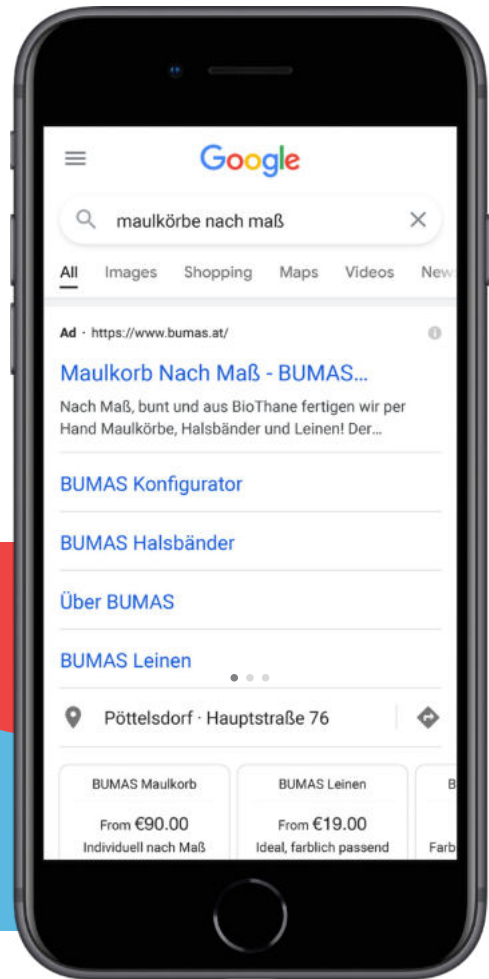 Google
maulkörbe nach maß
All Images Shopping Maps Videos New
Ad · https://www.bumas.at/
Maulkorb Nach Maß - BUMAS...
Nach Maß, bunt und aus BioThane fertigen wir per
Hand Maulkörbe, Halsbänder und Leinen! Der...
BUMAS Konfigurator
BUMAS Halsbänder
Über BUMAS
BUMAS Leinen
Pöttelsdorf · Hauptstraße 76
BUMAS Maulkorb BUMAS Leinen B
From €90.00 From €19.00
Individuell nach Maß Ideal, farblich passend Farb